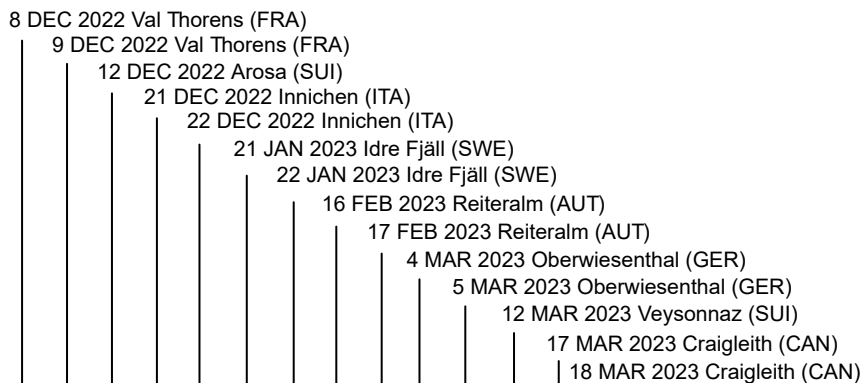 8 DEC 2022 Val Thorens (FRA)
9 DEC 2022 Val Thorens (FRA)
12 DEC 2022 Arosa (SUI)
21 DEC 2022 Innichen (ITA)
22 DEC 2022 Innichen (ITA)
21 JAN 2023 Idre Fjäll (SWE)
22 JAN 2023 Idre Fjäll (SWE)
16 FEB 2023 Reiteralm (AUT)
17 FEB 2023 Reiteralm (AUT)
4 MAR 2023 Oberwiesenthal (GER)
5 MAR 2023 Oberwiesenthal (GER)
12 MAR 2023 Veysonnaz (SUI)
17 MAR 2023 Craigleith (CAN)
18 MAR 2023 Craigleith (CAN)